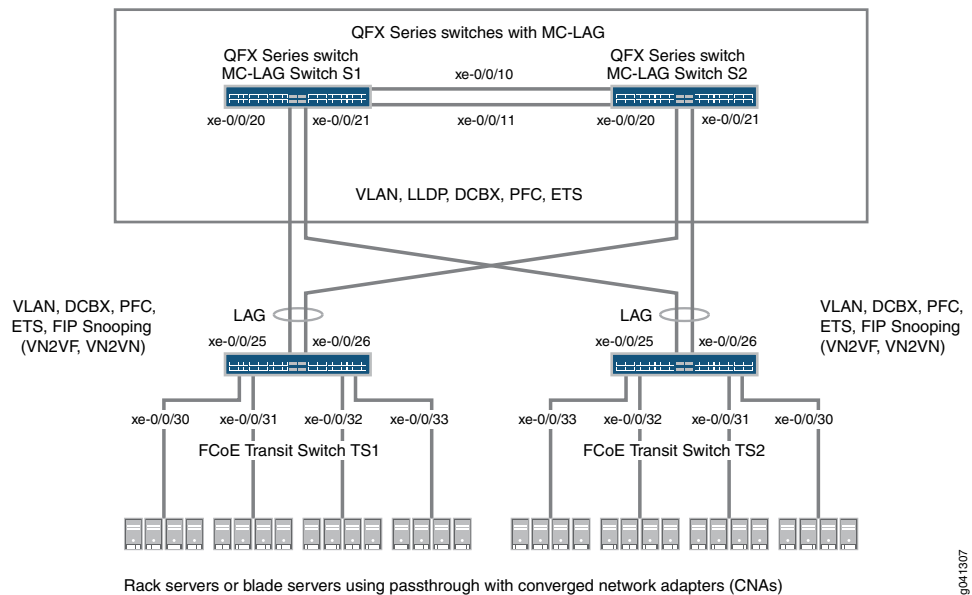 QFX Series switches with MC-LAG
QFX Series switch
MC-LAG Switch S1
QFX Series switch
MC-LAG Switch S2
xe-0/0/10
xe-0/0/20
xe-0/0/21
xe-0/0/11
xe-0/0/20
xe-0/0/21
VLAN, LLDP, DCBX, PFC, ETS
VLAN, DCBX, PFC,
ETS, FIP Snooping
(VN2VF, VN2VN)
LAG
LAG
VLAN, DCBX, PFC,
ETS, FIP Snooping
(VN2VF, VN2VN)
xe-0/0/25
xe-0/0/26
xe-0/0/25
xe-0/0/26
xe-0/0/30
xe-0/0/31
xe-0/0/32
xe-0/0/33
xe-0/0/33
xe-0/0/32
xe-0/0/31
xe-0/0/30
FCoE Transit Switch TS1
FCoE Transit Switch TS2
Rack servers or blade servers using passthrough with converged network adapters (CNAs)
g041307